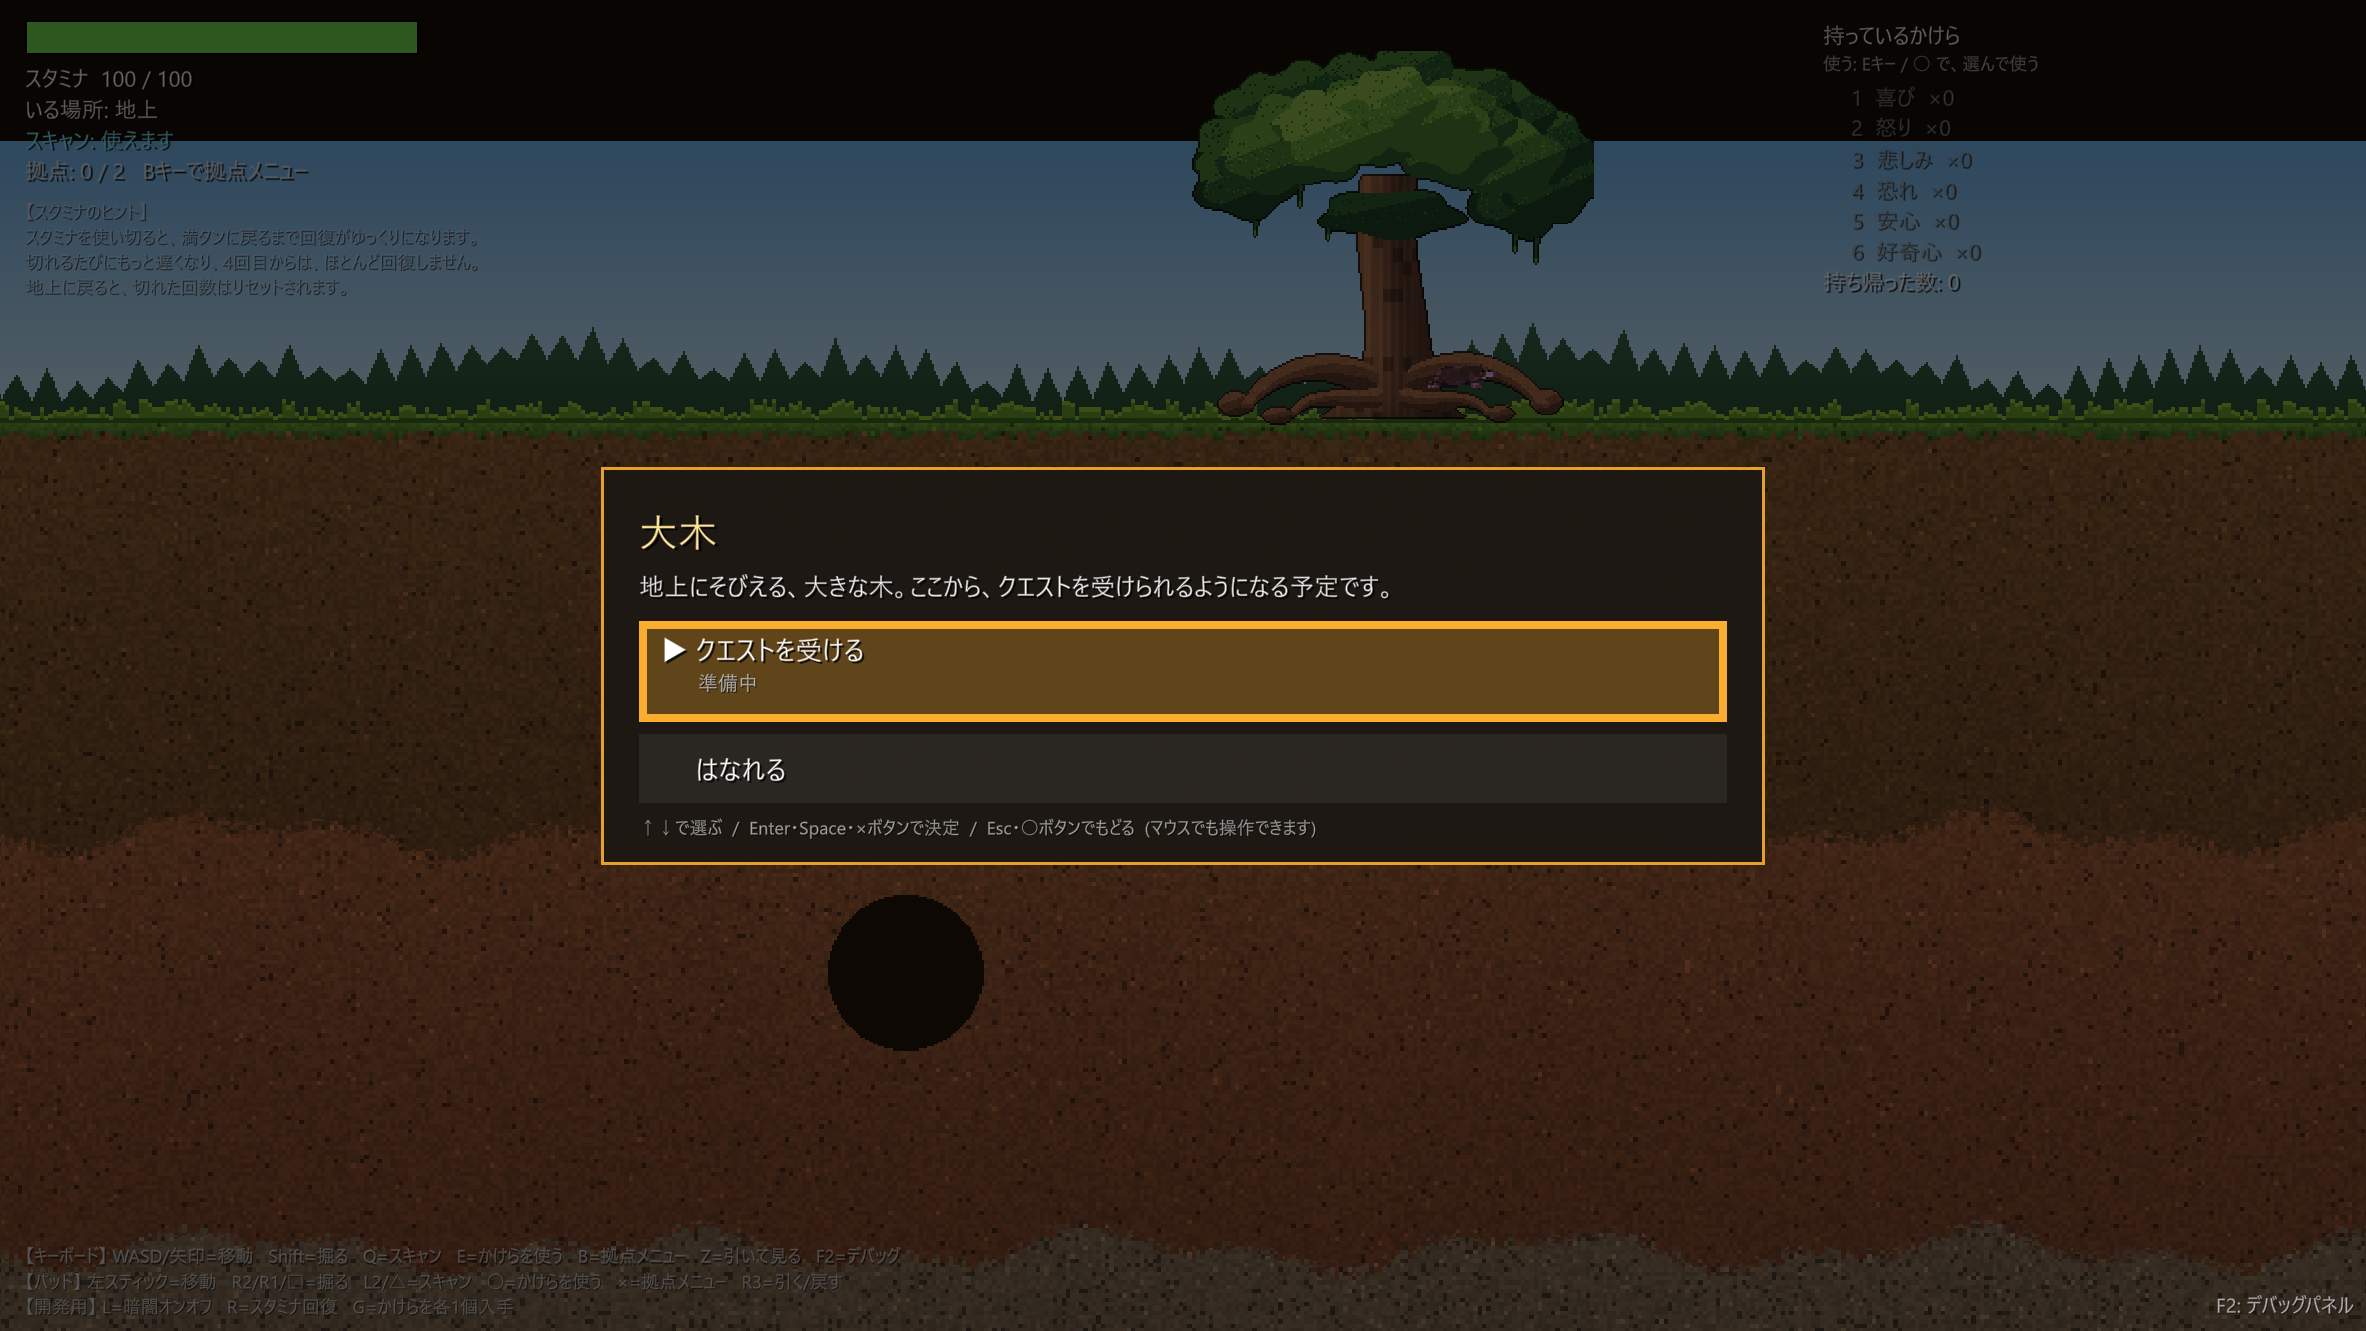 スタミナ 100 / 100
いる場所: 地上
スキャン: 使えます
拠点: 0 / 2 Bキーで拠点メニュー
【スタミナのヒント】
スタミナを使い切ると、満タンに戻るまで回復がゆっくりになります。
切れるたびにもっと遅くなり、4回目からは、ほとんど回復しません。
地上に戻ると、切れた回数はリセットされます。
持っているかけら
使う: Eキー / ○ で、選んで使う
1 喜び ×0
2 怒り ×0
3 悲しみ ×0
4 恐れ ×0
5 安心 ×0
6 好奇心 ×0
持ち帰った数: 0
大木
地上にそびえる、大きな木。ここから、クエストを受けられるようになる予定です。
▶ クエストを受ける
準備中
はなれる
↑↓で選ぶ / Enter・Space・×ボタンで決定 / Esc・○ボタンでもどる (マウスでも操作できます)
【キーボード】 WASD/矢印=移動 Shift=掘る Q=スキャン E=かけらを使う B=拠点メニュー Z=引いて見る F2=デバッグ
【パッド】 左スティック=移動 R2/R1/□=掘る L2/△=スキャン ○=かけらを使う ×=拠点メニュー R3=引く/戻す
【開発用】 L=暗闇オンオフ R=スタミナ回復 G=かけらを各1個入手
F2: デバッグパネル